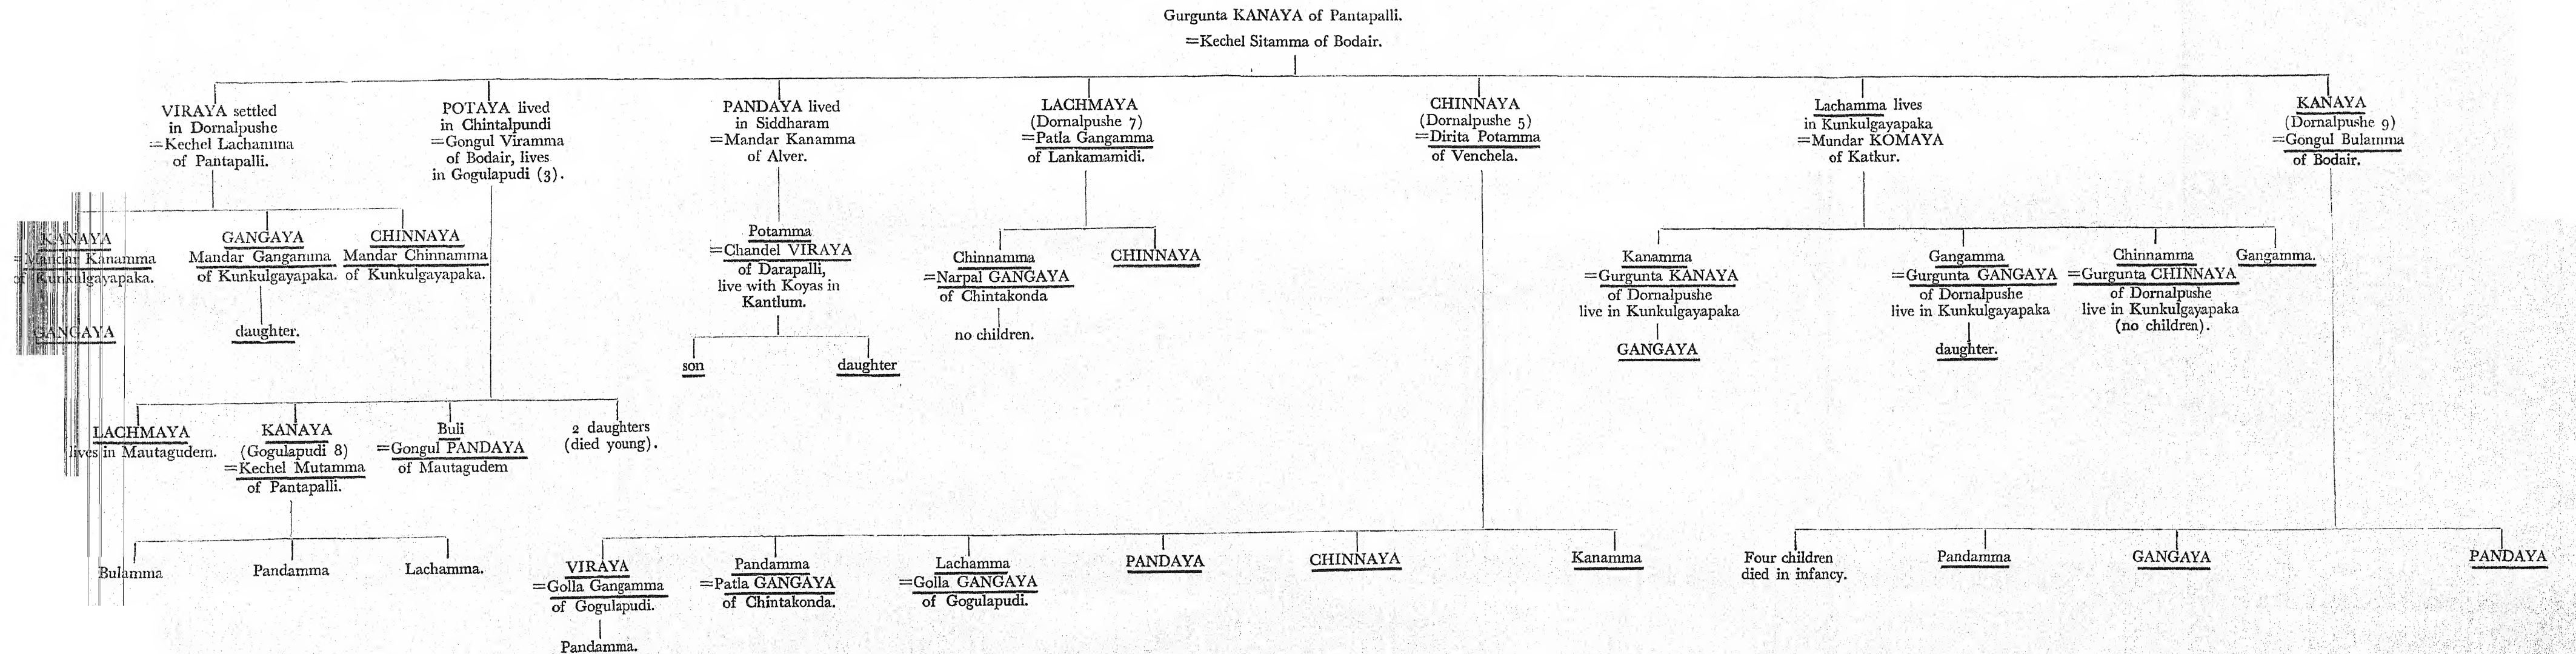 Gurgunta KANAYA of Pantapalli.
=Kechel Sitamma of Bodair.
VIRAYA settled
in Dornalpushe
=Kechel Lachamma
of Pantapalli.
POTAYA lived
in Chintalpundi
=Gongul Viramma
of Bodair, lives
in Gogulapudi (3).
PANDAYA lived
in Siddharam
=Mandar Kanamma
of Alver.
LACHMAYA
(Dornalpushe 7)
=Patla Gangamma
of Lankamamidi.
CHINNAYA
(Dornalpushe 5)
=Dirita Potamma
of Venchela.
Lachamma lives
in Kunkulgayapaka
=Mundar KOMAYA
of Katkur.
KANAYA
(Dornalpushe 9)
=Gongul Bulamma
of Bodair.
KANAYA
=Mandar Kanamma
of Kunkulgayapaka.
GANGAYA
GANGAYA
Mandar Gangamma
of Kunkulgayapaka.
daughter.
CHINNAYA
Mandar Chinnamma
of Kunkulgayapaka.
Potamma
=Chandel VIRAYA
of Darapalli,
live with Koyas in
Kantlum.
son
daughter
Chinnamma
=Narpal GANGAYA
of Chintakonda
no children.
CHINNAYA
Kanamma
=Gurgunta KANAYA
of Dornalpushe
live in Kunkulgayapaka
GANGAYA
Gangamma
=Gurgunta GANGAYA
of Dornalpushe
live in Kunkulgayapaka
daughter.
Chinnamma
=Gurgunta CHINNAYA
of Dornalpushe
live in Kunkulgayapaka
(no children).
Gangamma.
LACHMAYA
lives in Mautagudem.
KANAYA
(Gogulapudi 8)
=Kechel Mutamma
of Pantapalli.
Buli
=Gongul PANDAYA
of Mautagudem
2 daughters
(died young).
Bulamma
Pandamma
Lachamma.
VIRAYA
=Golla Gangamma
of Gogulapudi.
Pandamma.
Pandamma
=Patla GANGAYA
of Chintakonda.
Lachamma
=Golla GANGAYA
of Gogulapudi.
PANDAYA
CHINNAYA
Kanamma
Four children
died in infancy.
Pandamma
GANGAYA
PANDAYA